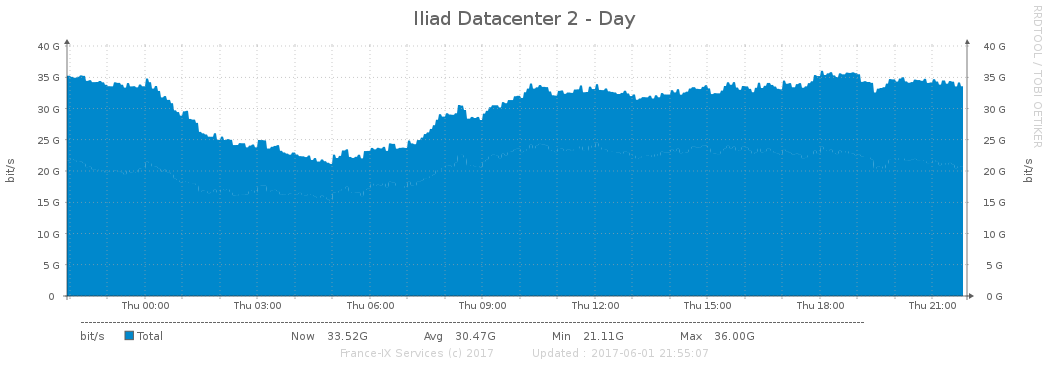 Iliad Datacenter 2 - Day
RRDTOOL / TOBI OETIKER
40 G 40 G
35 G 35 G
30 G 30 G
25 G 25 G
20 G 20 G
15 G 15 G
10 G 10 G
5 G 5 G
0 0 G
bit/s
bit/s
Thu 00:00 Thu 03:00 Thu 06:00 Thu 09:00 Thu 12:00 Thu 15:00 Thu 18:00 Thu 21:00
bit/s Total Now 33.52G Avg 30.47G Min 21.11G Max 36.00G
France-IX Services (c) 2017 Updated : 2017-06-01 21:55:07